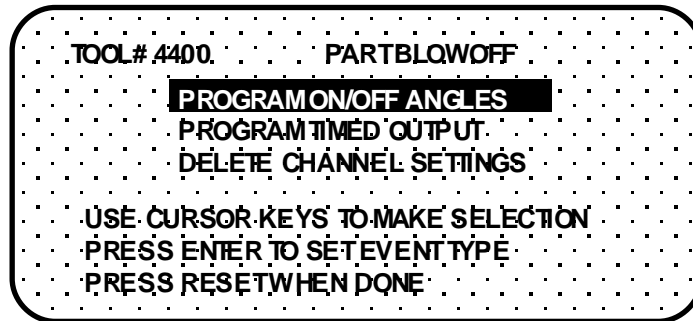 TOOL# 4400 PARTBLOWOFF
PROGRAM ON/OFF ANGLES
PROGRAM TIMED OUTPUT
DELETE CHANNEL SETTINGS
USE CURSOR KEYS TO MAKE SELECTION
PRESS ENTER TO SET EVENT TYPE
PRESS RESET WHEN DONE